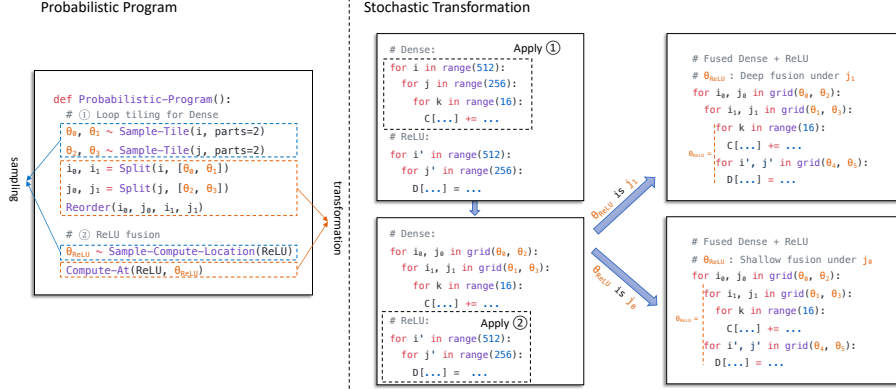 Probabilistic Program
def Probabilistic-Program():
# ① Loop tiling for Dense
θ₀, θ₁ ~ Sample-Tile(i, parts=2)
θ₂, θ₃ ~ Sample-Tile(j, parts=2)
i₀, i₁ = Split(i, [θ₀, θ₁])
j₀, j₁ = Split(j, [θ₂, θ₃])
Reorder(i₀, j₀, i₁, j₁)
# ② ReLU fusion
θReLU ~ Sample-Compute-Location(ReLU)
Compute-At(ReLU, θReLU)
sampling
transformation
Stochastic Transformation
# Dense:
Apply ①
for i in range(512):
for j in range(256):
for k in range(16):
C[...] += ...
# ReLU:
for i' in range(512):
for j' in range(256):
D[...] = ...
# Dense:
for i₀, j₀ in grid(θ₀, θ₂):
for i₁, j₁ in grid(θ₁, θ₃):
for k in range(16):
C[...] += ...
# ReLU:
Apply ②
for i' in range(512):
for j' in range(256):
D[...] = ...
θReLU is j₁
θReLU is j₀
# Fused Dense + ReLU
# θReLU : Deep fusion under j₁
for i₀, j₀ in grid(θ₀, θ₂):
for i₁, j₁ in grid(θ₁, θ₃):
for k in range(16):
C[...] += ...
θReLU =
for i', j' in grid(θ₄, θ₅):
D[...] = ...
# Fused Dense + ReLU
# θReLU : Shallow fusion under j₀
for i₀, j₀ in grid(θ₀, θ₂):
for i₁, j₁ in grid(θ₁, θ₃):
for k in range(16):
θReLU =
C[...] += ...
for i', j' in grid(θ₄, θ₅):
D[...] = ...